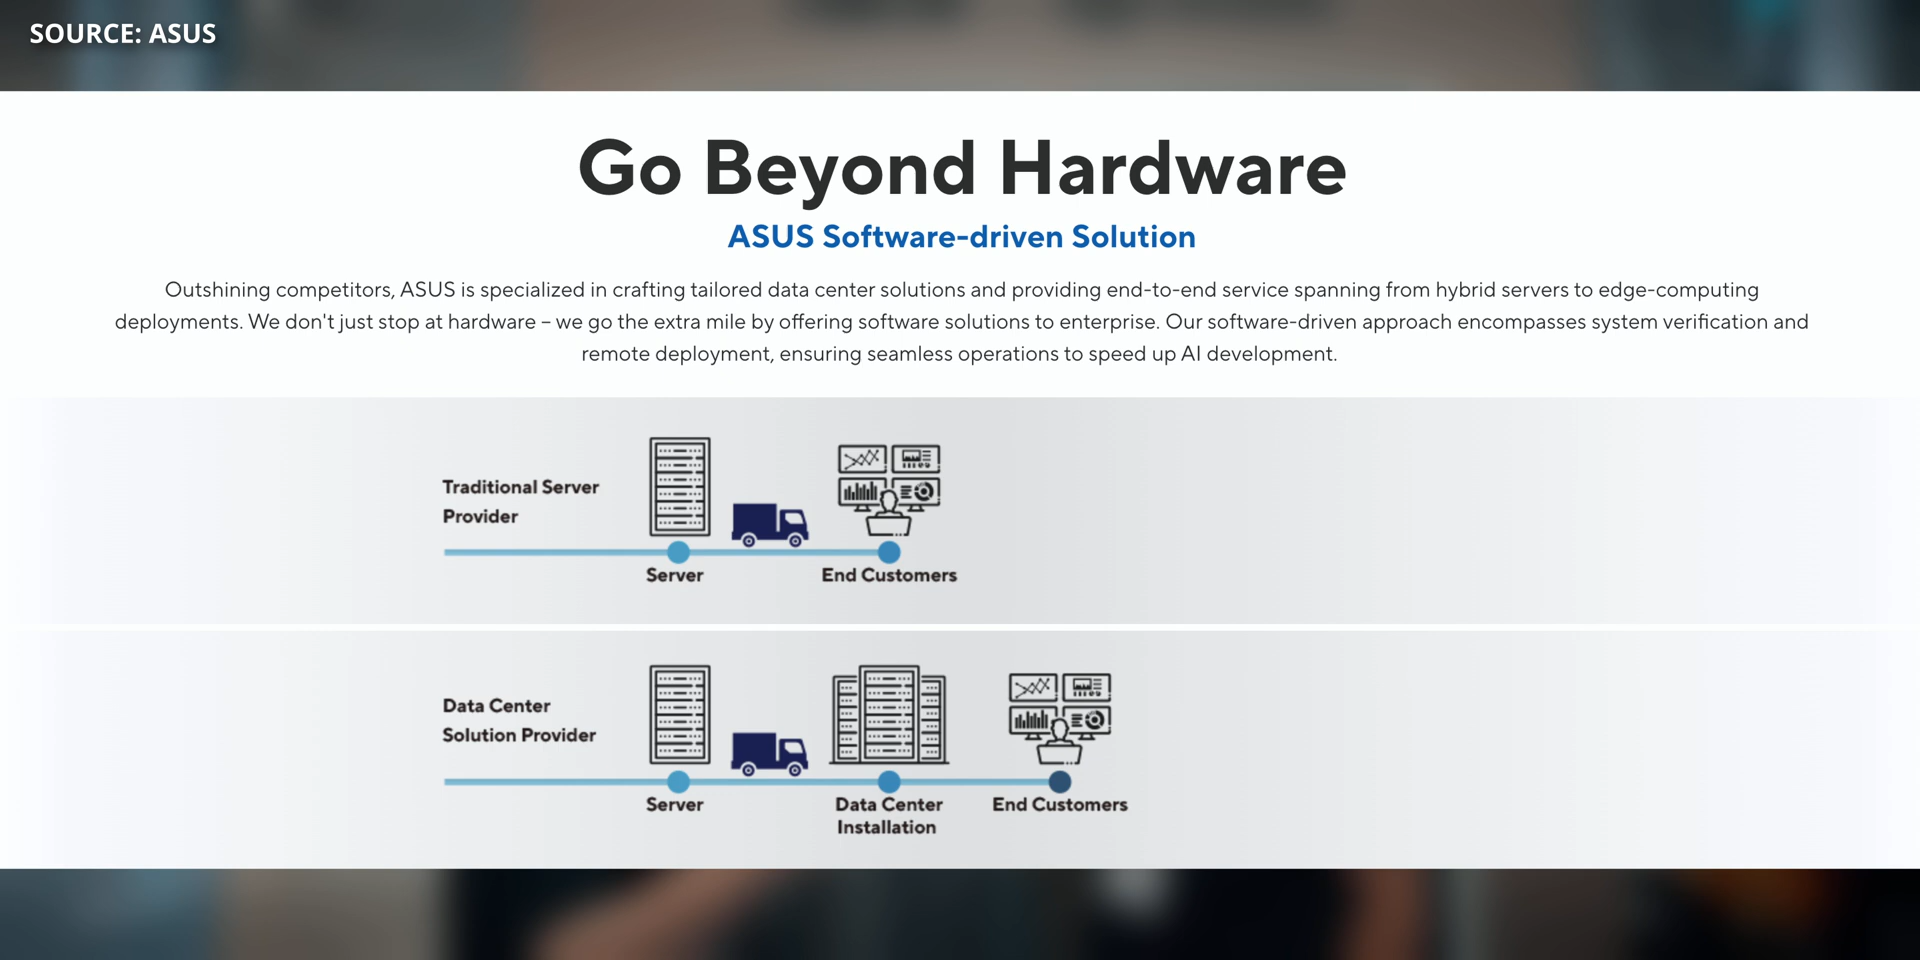 SOURCE: ASUS
Go Beyond Hardware
ASUS Software-driven Solution
Outshining competitors, ASUS is specialized in crafting tailored data center solutions and providing end-to-end service spanning from hybrid servers to edge-computing
deployments. We don't just stop at hardware – we go the extra mile by offering software solutions to enterprise. Our software-driven approach encompasses system verification and
remote deployment, ensuring seamless operations to speed up AI development.
Traditional Server
Provider
Server
End Customers
Data Center
Solution Provider
Server
Data Center
Installation
End Customers